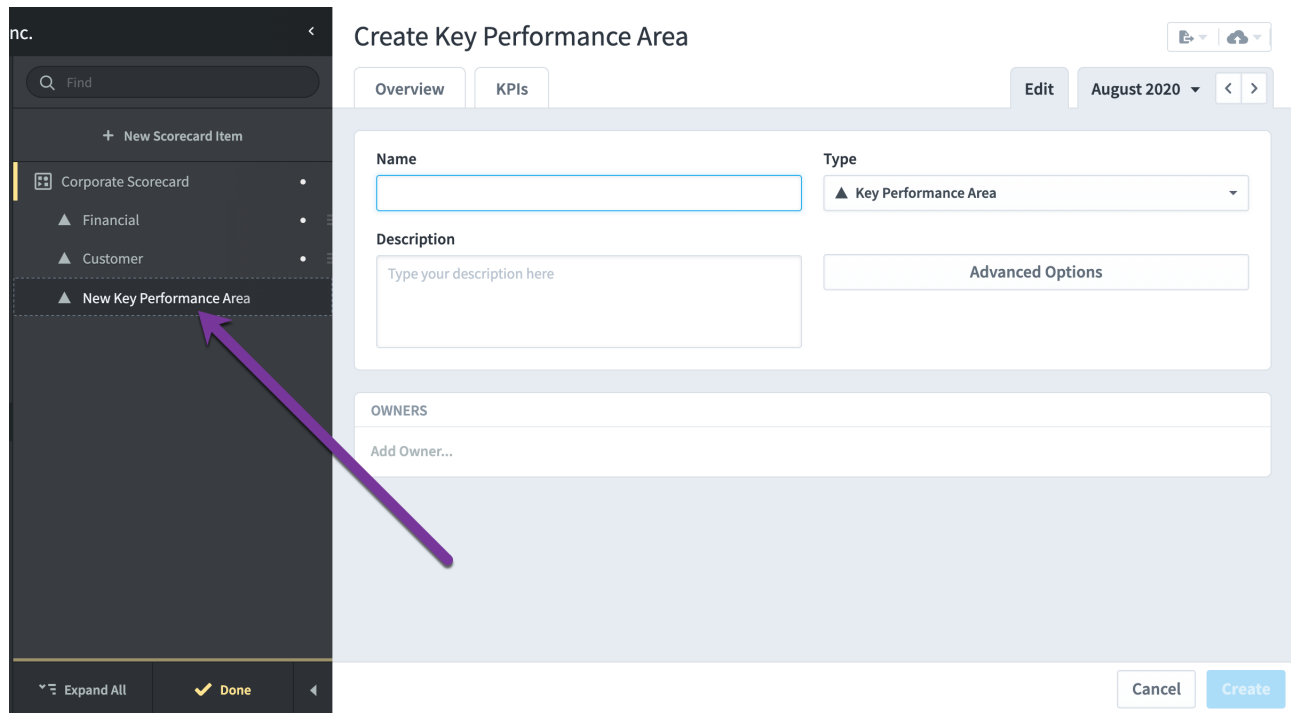 nc.
Find
+ New Scorecard Item
Corporate Scorecard
Financial
Customer
New Key Performance Area
Expand All
Done
Create Key Performance Area
Overview
KPIs
Edit
August 2020
Name
Type
Key Performance Area
Description
Type your description here
Advanced Options
OWNERS
Add Owner...
Cancel
Create